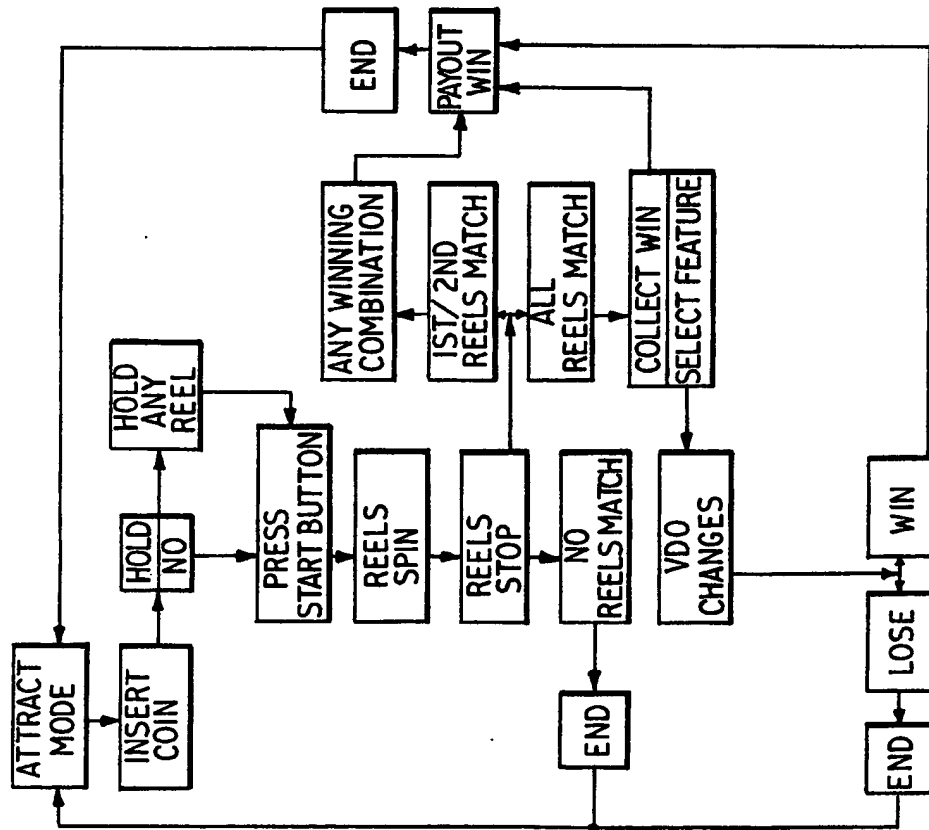 ATTRACT
MODE
INSERT
COIN
HOLD
NO
HOLD
ANY
REEL
PRESS
START BUTTON
REELS
SPIN
REELS
STOP
NO
REELS MATCH
END
ANY WINNING
COMBINATION
1ST/2ND
REELS MATCH
ALL
REELS MATCH
COLLECT WIN
SELECT FEATURE
PAYOUT
WIN
END
VDO
CHANGES
WIN
LOSE
END